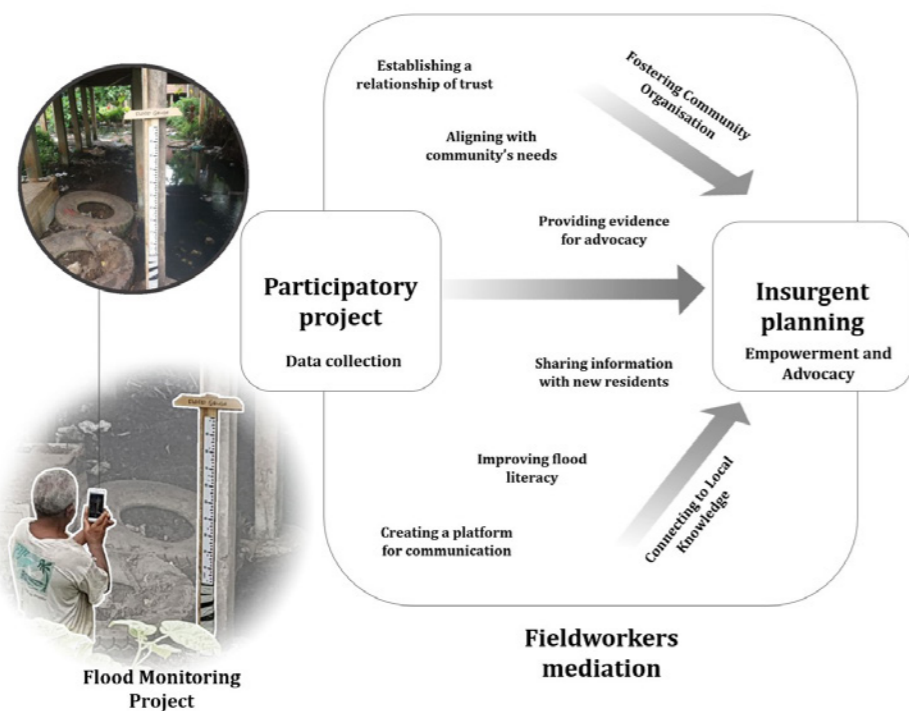 Establishing a
relationship of trust
Fostering Community
Organisation
Aligning with
community's needs
Providing evidence
for advocacy
Participatory
project
Data collection
Insurgent
planning
Empowerment and
Advocacy
Sharing information
with new residents
Improving flood
literacy
Creating a platform
for communication
Connecting to Local
Knowledge
Fieldworkers
mediation
Flood Monitoring
Project